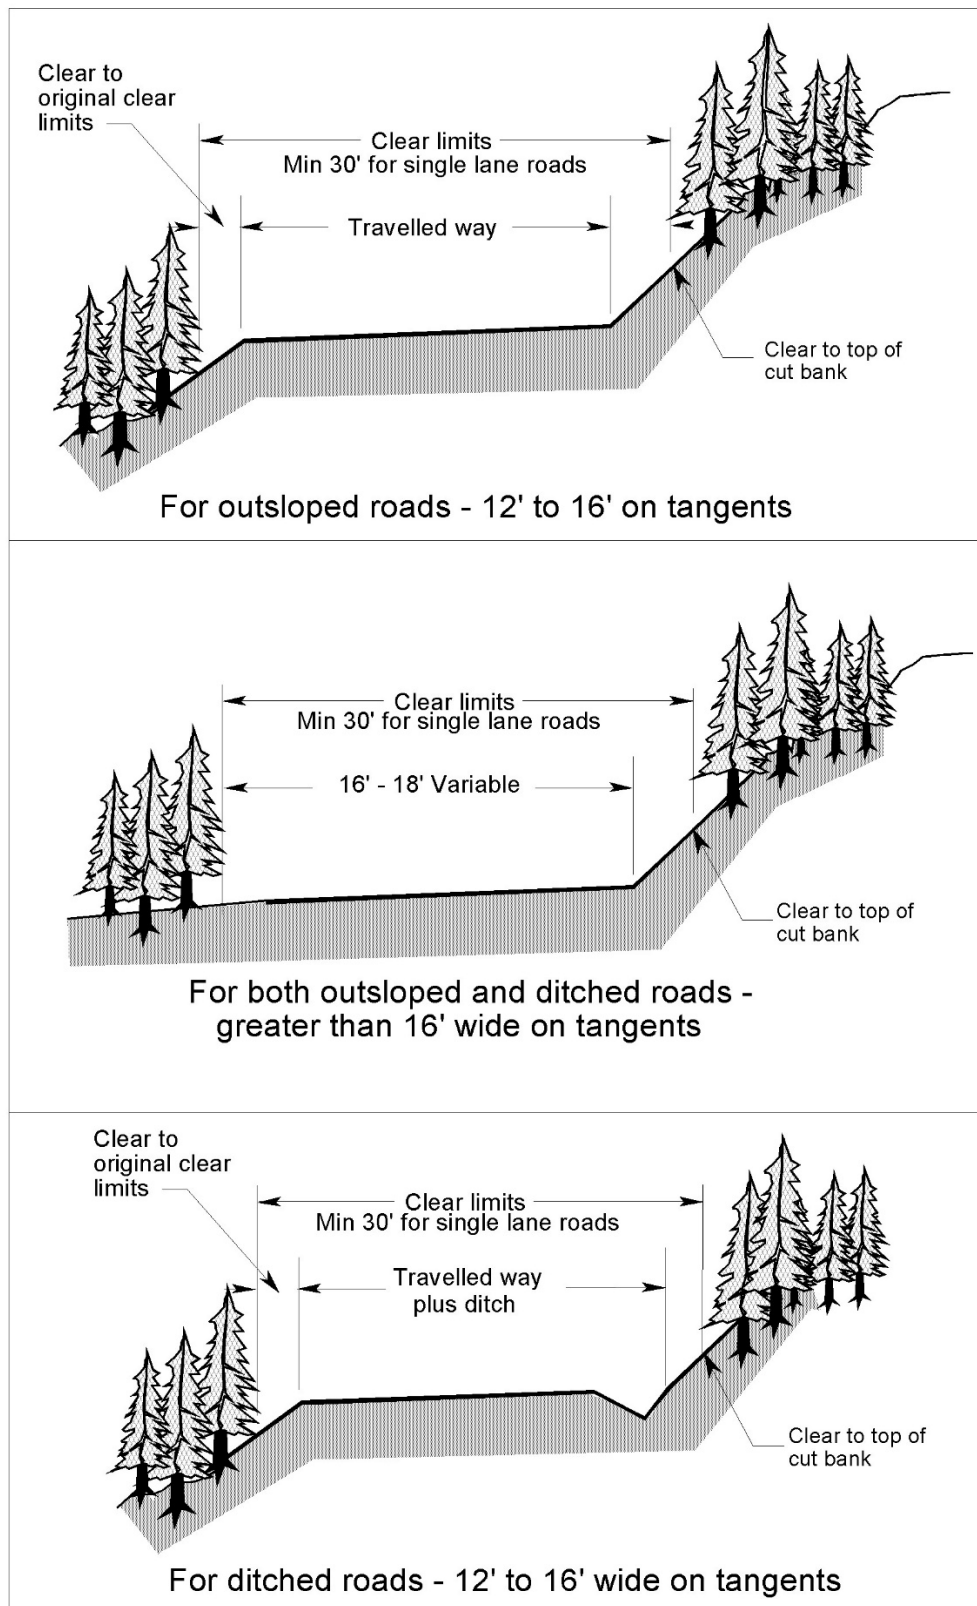 Clear to
original clear
limits
Clear limits
Min 30' for single lane roads
Travelled way
Clear to top of
cut bank
For outsloped roads - 12' to 16' on tangents
Clear limits
Min 30' for single lane roads
16' - 18' Variable
Clear to top of
cut bank
For both outsloped and ditched roads -
greater than 16' wide on tangents
Clear to
original clear
limits
Clear limits
Min 30' for single lane roads
Travelled way
plus ditch
Clear to top of
cut bank
For ditched roads - 12' to 16' wide on tangents